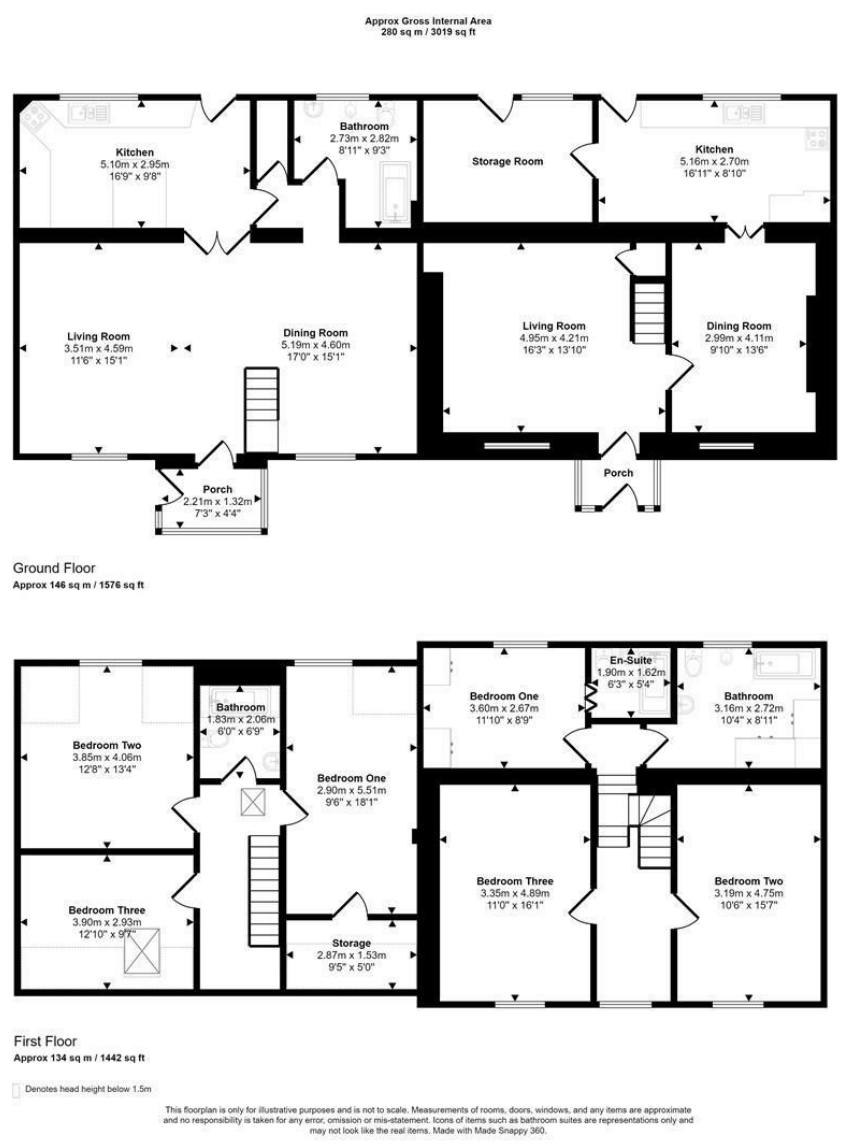 Approx Gross Internal Area
280 sq m / 3019 sq ft
Kitchen
5.10m x 2.95m
16'9" x 9'8"
Bathroom
2.73m x 2.82m
8'11" x 9'3"
Storage Room
Kitchen
5.16m x 2.70m
16'11" x 8'10"
Living Room
3.51m x 4.59m
11'6" x 15'1"
Dining Room
5.19m x 4.60m
17'0" x 15'1"
Living Room
4.95m x 4.21m
16'3" x 13'10"
Dining Room
2.99m x 4.11m
9'10" x 13'6"
Porch
2.21m x 1.32m
7'3" x 4'4"
Porch
Ground Floor
Approx 146 sq m / 1576 sq ft
Bedroom Two
3.85m x 4.06m
12'8" x 13'4"
Bathroom
1.83m x 2.06m
6'0" x 6'9"
Bedroom One
2.90m x 5.51m
9'6" x 18'1"
Bedroom One
3.60m x 2.67m
11'10" x 8'9"
En-Suite
1.90m x 1.62m
6'3" x 5'4"
Bathroom
3.16m x 2.72m
10'4" x 8'11"
Bedroom Three
3.90m x 2.93m
12'10" x 9'7"
Storage
2.87m x 1.53m
9'5" x 5'0"
Bedroom Three
3.35m x 4.89m
11'0" x 16'1"
Bedroom Two
3.19m x 4.75m
10'6" x 15'7"
First Floor
Approx 134 sq m / 1442 sq ft
Denotes head height below 1.5m
This floorplan is only for illustrative purposes and is not to scale. Measurements of rooms, doors, windows, and any items are approximate
and no responsibility is taken for any error, omission or mis-statement. Icons of items such as bathroom suites are representations only and
may not look like the real items. Made with Made Snappy 360.